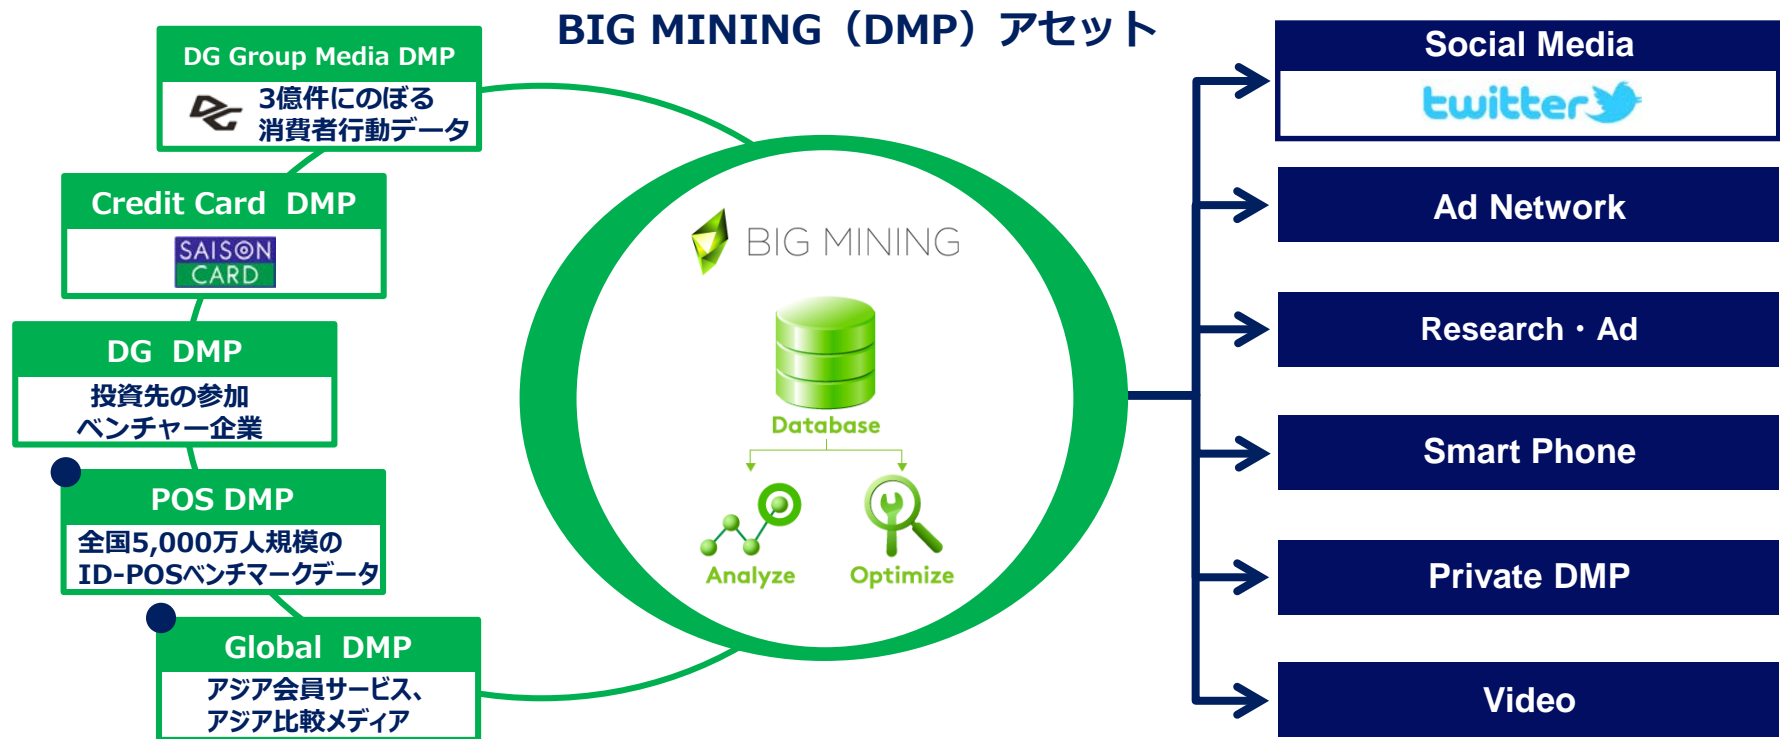 BIG MINING（DMP）アセット
DG Group Media DMP
3億件にのぼる
消費者行動データ
Credit Card DMP
SAISON
CARD
DG DMP
投資先の参加
ベンチャー企業
POS DMP
全国5,000万人規模の
ID-POSベンチマークデータ
Global DMP
アジア会員サービス、
アジア比較メディア
BIG MINING
Database
Analyze
Optimize
Social Media
twitter
Ad Network
Research・Ad
Smart Phone
Private DMP
Video